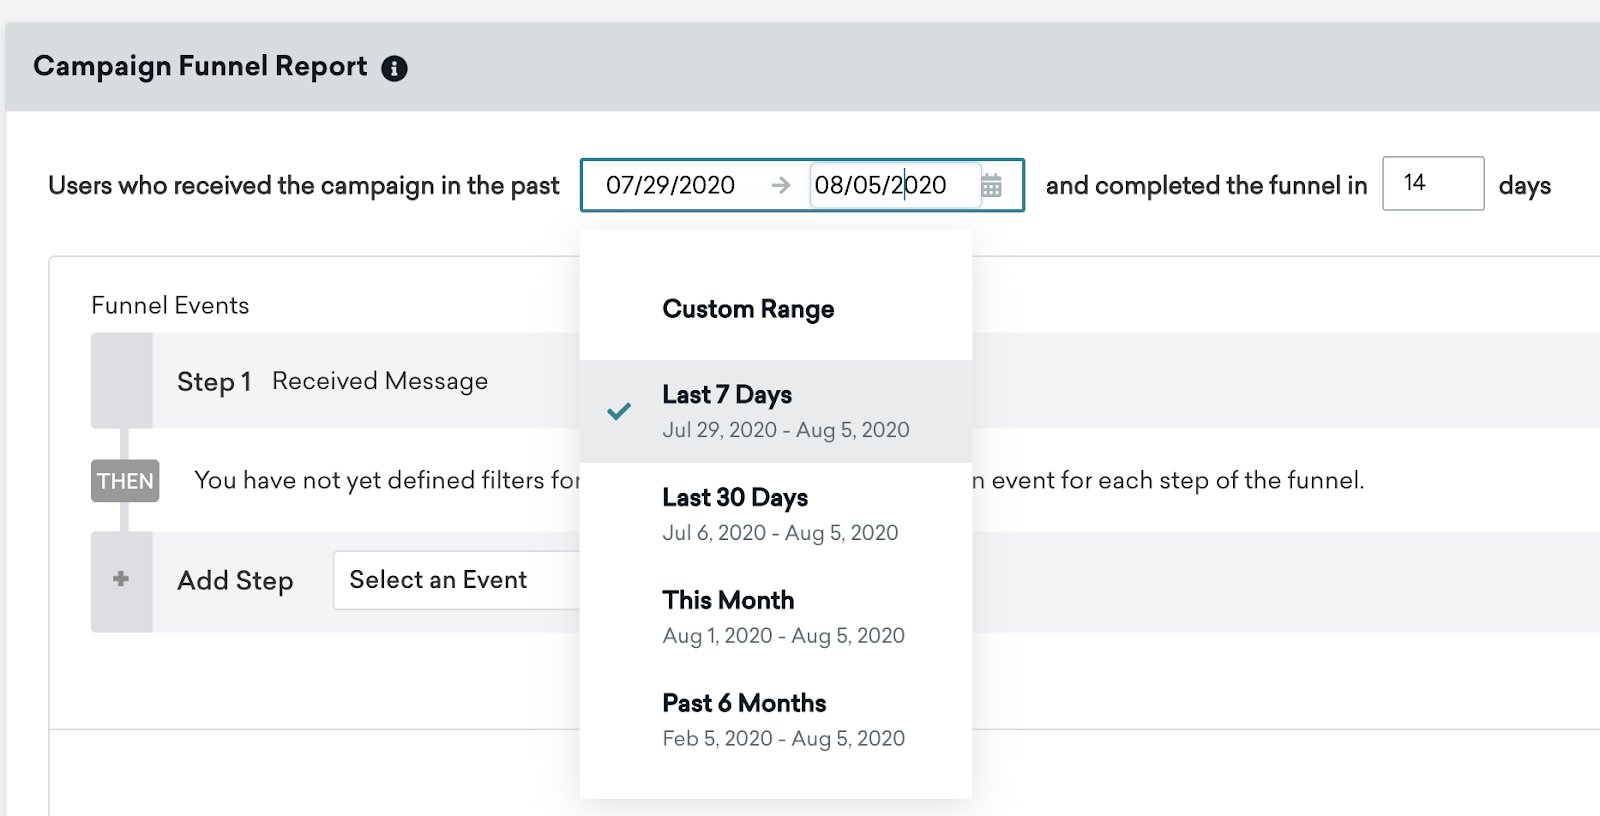 Campaign Funnel Report
Users who received the campaign in the past 07/29/2020 → 08/05/2020 and completed the funnel in 14 days
Funnel Events
Custom Range
Step 1 Received Message
Last 7 Days
Jul 29, 2020 - Aug 5, 2020
THEN You have not yet defined filters for n event for each step of the funnel.
Last 30 Days
Jul 6, 2020 - Aug 5, 2020
+ Add Step Select an Event
This Month
Aug 1, 2020 - Aug 5, 2020
Past 6 Months
Feb 5, 2020 - Aug 5, 2020